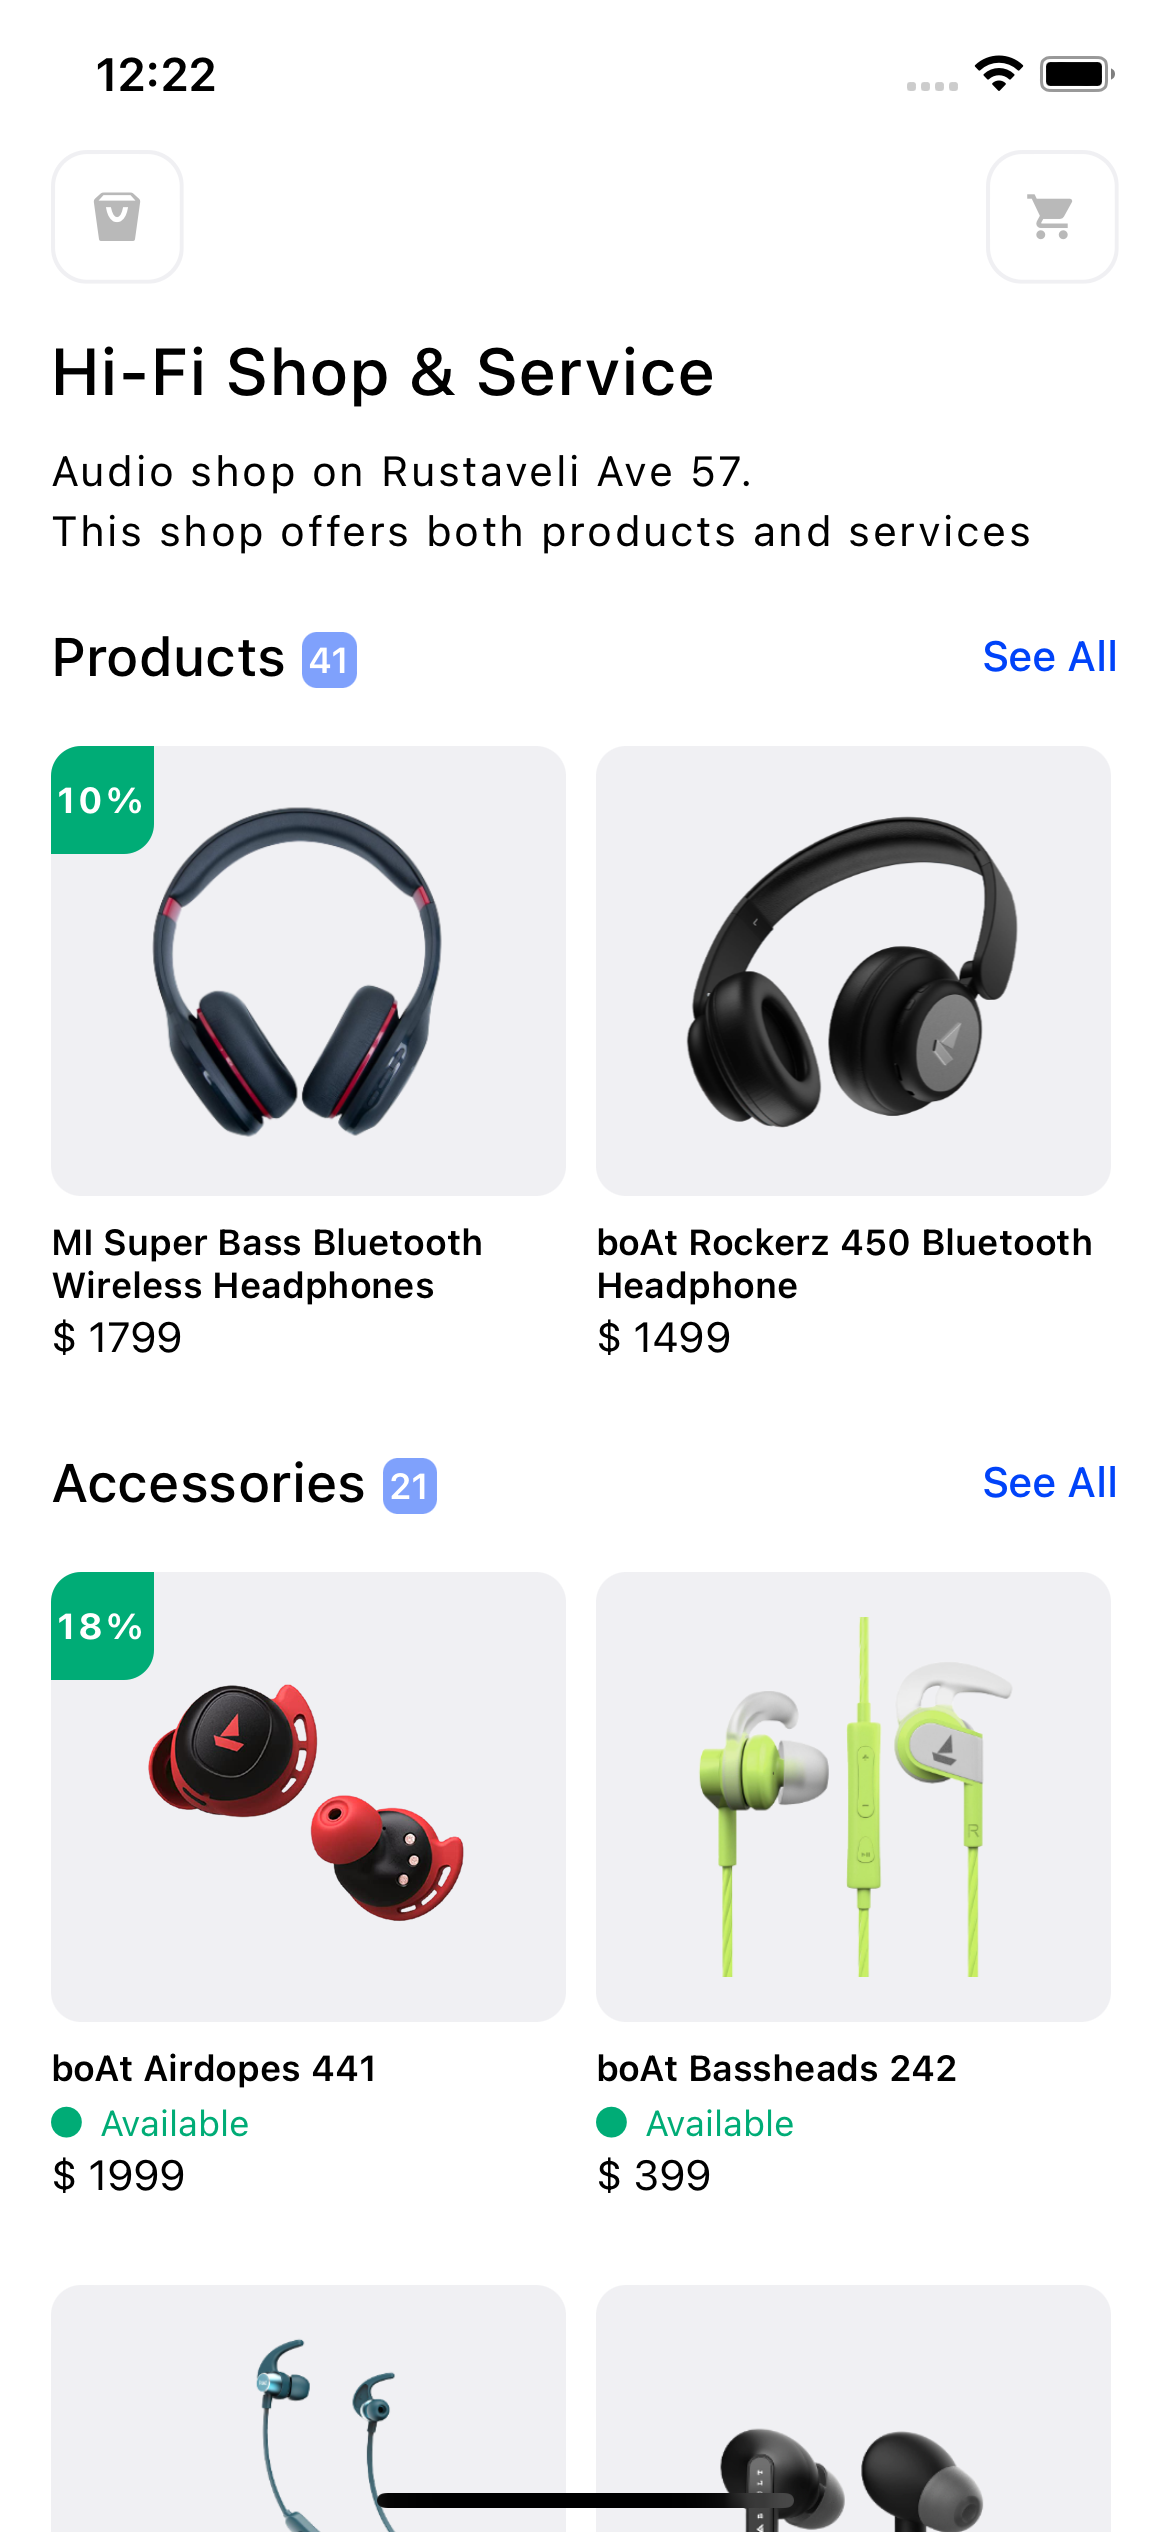 12:22
Hi-Fi Shop & Service
Audio shop on Rustaveli Ave 57.
This shop offers both products and services
Products 41
See All
10%
MI Super Bass Bluetooth
Wireless Headphones
$ 1799
boAt Rockerz 450 Bluetooth
Headphone
$ 1499
Accessories 21
See All
18%
R
boAt Airdopes 441
Available
$ 1999
boAt Bassheads 242
Available
$ 399